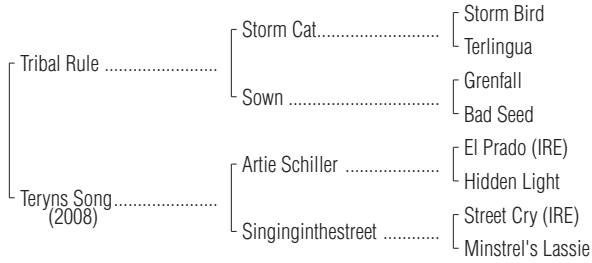 Storm Bird
Storm Cat..............................
Terlingua
Tribal Rule .......................
Grenfall
Sown ....................................
Bad Seed
El Prado (IRE)
Artie Schiller ......................
Hidden Light
Teryns Song.....................
(2008)
Street Cry (IRE)
Singinginthestreet ............
Minstrel's Lassie